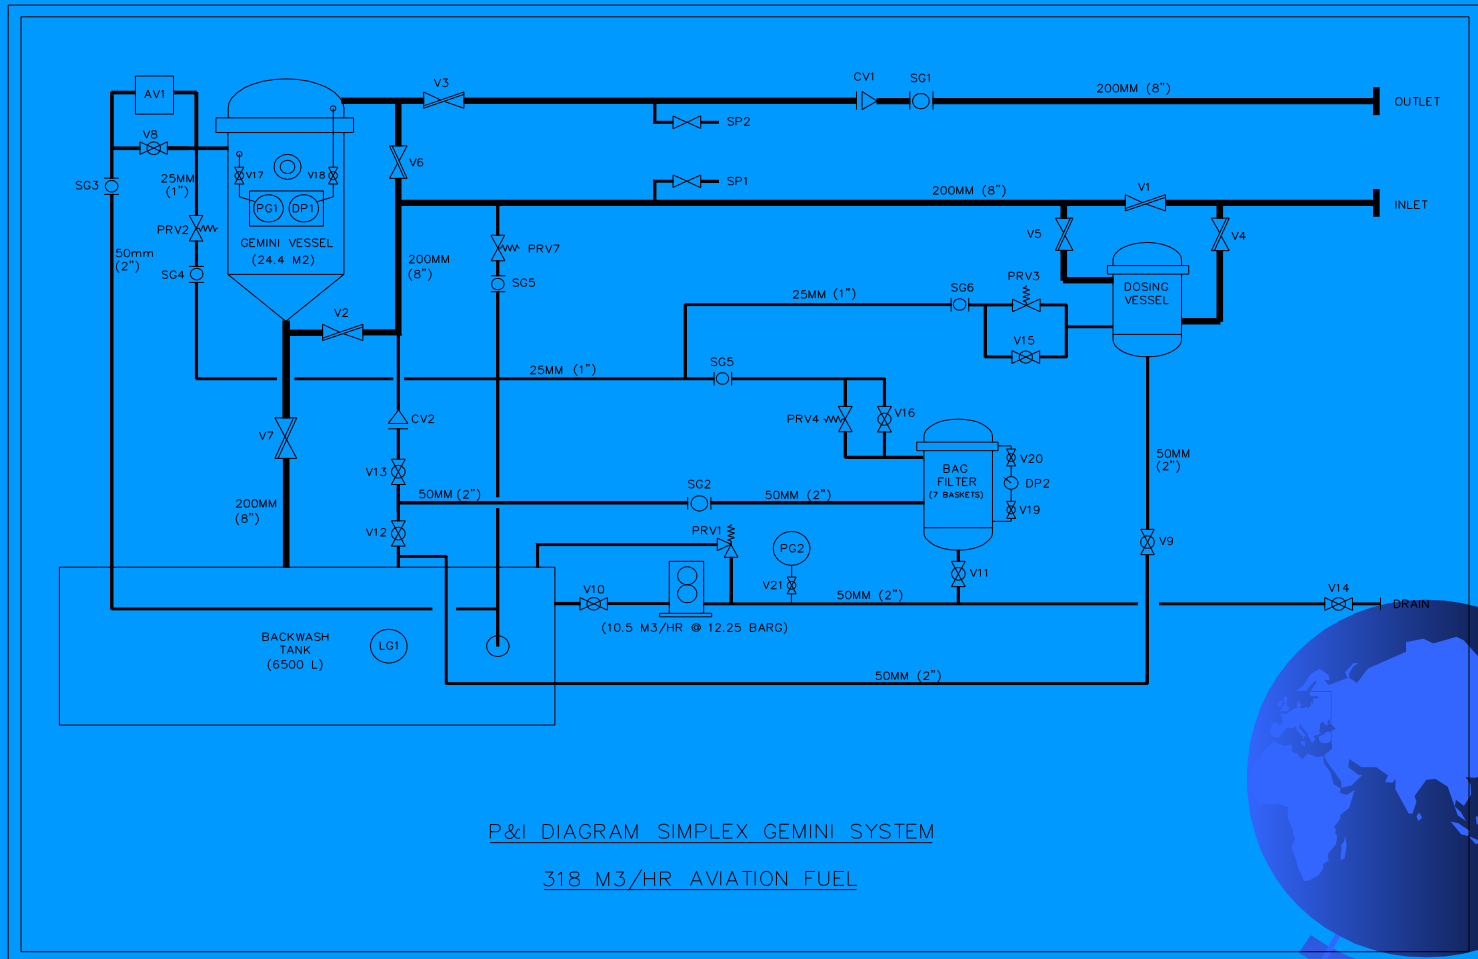 V3
CV1
SG1
200MM (8")
OUTLET
AV1
SP2
V8
V6
SG3
25MM
(1")
V17
V18
SP1
200MM (8")
V1
INLET
PG1
DP1
PRV2
GEMINI VESSEL
(24.4 M2)
50mm
(2")
SG4
200MM
(8")
PRV7
SG5
V5
V4
PRV3
DOSING
VESSEL
25MM (1")
SG6
V2
V15
SG5
25MM (1")
PRV4
V16
CV2
V7
V13
50MM (2")
SG2
50MM (2")
BAG
FILTER
(7 BASKETS)
V20
DP2
V19
50MM
(2")
200MM
(8")
V12
PRV1
PG2
V9
V10
V21
V11
50MM (2")
V14
DRAIN
(10.5 M3/HR @ 12.25 BARG)
BACKWASH
TANK
(6500 L)
LG1
50MM (2")
P&I DIAGRAM SIMPLEX GEMINI SYSTEM
318 M3/HR AVIATION FUEL